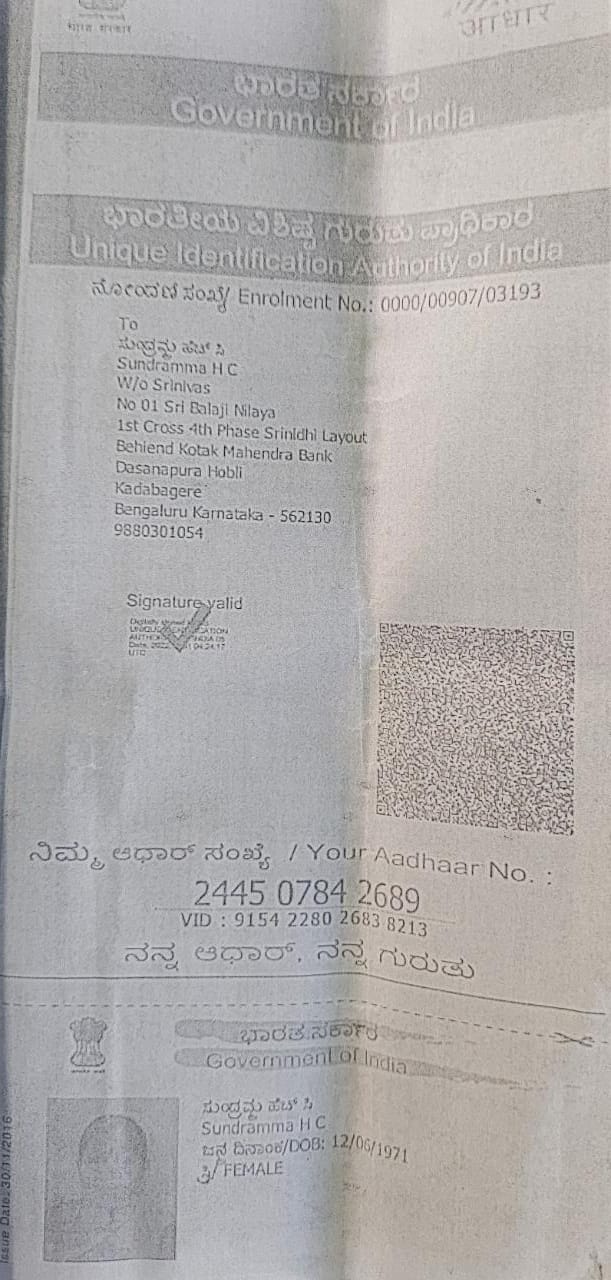 भारत सरकार
आधार
ಭಾರತ ಸರ್ಕಾರ
Government of India
ಭಾರತೀಯ ವಿಶಿಷ್ಟ ಗುರುತು ಪ್ರಾಧಿಕಾರ
Unique Identification Authority of India
ನೋಂದಣಿ ಸಂಖ್ಯೆ/ Enrolment No.: 0000/00907/03193
To
ಸುಂದ್ರಮ್ಮ ಹೆಚ್ ಸಿ
Sundramma H C
W/o Srinivas
No 01 Sri Balaji Nilaya
1st Cross 4th Phase Srinidhi Layout
Behiend Kotak Mahendra Bank
Dasanapura Hobli
Kadabagere
Bengaluru Karnataka - 562130
9880301054
Signature valid
UTC
ನಿಮ್ಮ ಆಧಾರ್ ಸಂಖ್ಯೆ / Your Aadhaar No. :
2445 0784 2689
VID : 9154 2280 2683 8213
ನನ್ನ ಆಧಾರ್, ನನ್ನ ಗುರುತು
ಭಾರತ ಸರ್ಕಾರ
Government of India
ಸುಂದ್ರಮ್ಮ ಹೆಚ್ ಸಿ
Sundramma H C
ಜನ್ಮ ದಿನಾಂಕ/DOB: 12/06/1971
ಸ್ತ್ರೀ/ FEMALE
Issue Date: 30/11/2016